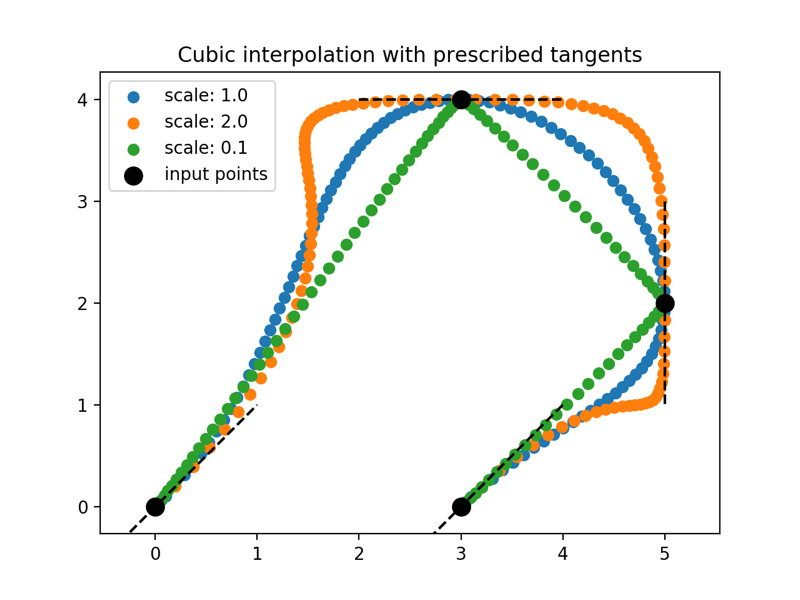 Cubic interpolation with prescribed tangents
scale: 1.0
scale: 2.0
scale: 0.1
input points
4
3
2
1
0
0 1 2 3 4 5